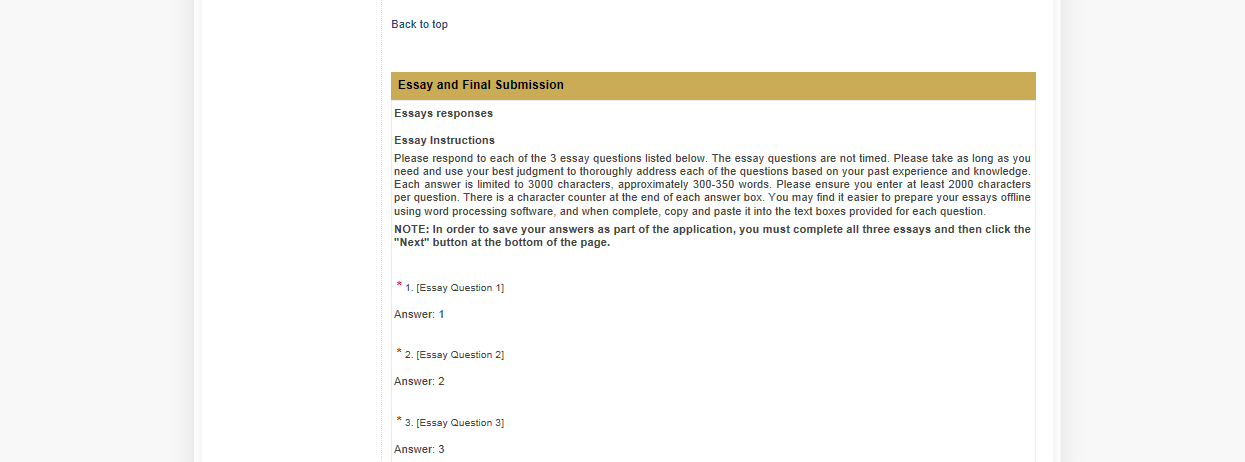 Back to top
Essay and Final Submission
Essays responses
Essay Instructions
Please respond to each of the 3 essay questions listed below. The essay questions are not timed. Please take as long as you
need and use your best judgment to thoroughly address each of the questions based on your past experience and knowledge.
Each answer is limited to 3000 characters, approximately 300-350 words. Please ensure you enter at least 2000 characters
per question. There is a character counter at the end of each answer box. You may find it easier to prepare your essays offline
using word processing software, and when complete, copy and paste it into the text boxes provided for each question.
NOTE: In order to save your answers as part of the application, you must complete all three essays and then click the
"Next" button at the bottom of the page.
* 1. [Essay Question 1]
Answer: 1
* 2. [Essay Question 2]
Answer: 2
* 3. [Essay Question 3]
Answer: 3